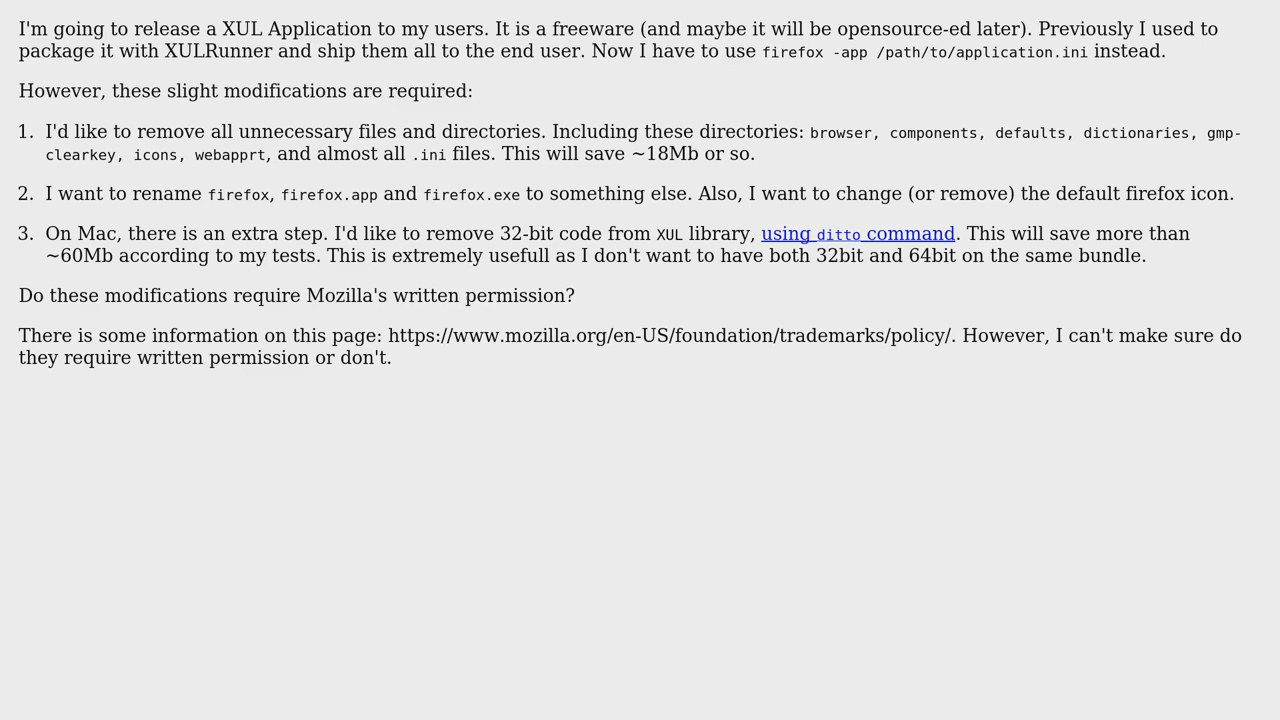 I'm going to release a XUL Application to my users. It is a freeware (and maybe it will be opensource-ed later). Previously I used to
package it with XULRunner and ship them all to the end user. Now I have to use firefox -app /path/to/application.ini instead.
However, these slight modifications are required:
1. I'd like to remove all unnecessary files and directories. Including these directories: browser, components, defaults, dictionaries, gmp-
clearkey, icons, webapprt, and almost all .ini files. This will save ~18Mb or so.
2. I want to rename firefox, firefox.app and firefox.exe to something else. Also, I want to change (or remove) the default firefox icon.
3. On Mac, there is an extra step. I'd like to remove 32-bit code from XUL library, using ditto command. This will save more than
~60Mb according to my tests. This is extremely usefull as I don't want to have both 32bit and 64bit on the same bundle.
Do these modifications require Mozilla's written permission?
There is some information on this page: https://www.mozilla.org/en-US/foundation/trademarks/policy/. However, I can't make sure do
they require written permission or don't.